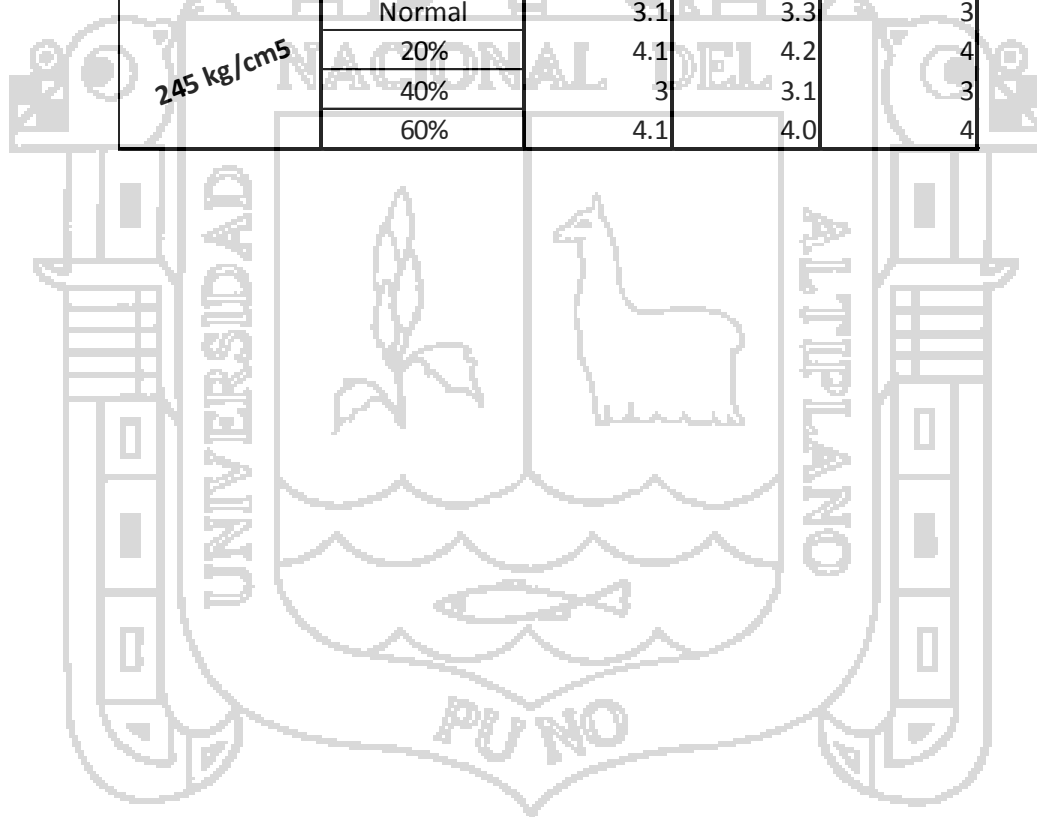 Normal 3.1 3.3 3
245 kg/cm5
20% 4.1 4.2 4
40% 3 3.1 3
60% 4.1 4.0 4
NACIONAL DEL
UNIVERSIDAD
ALTIPLANO
PUNO